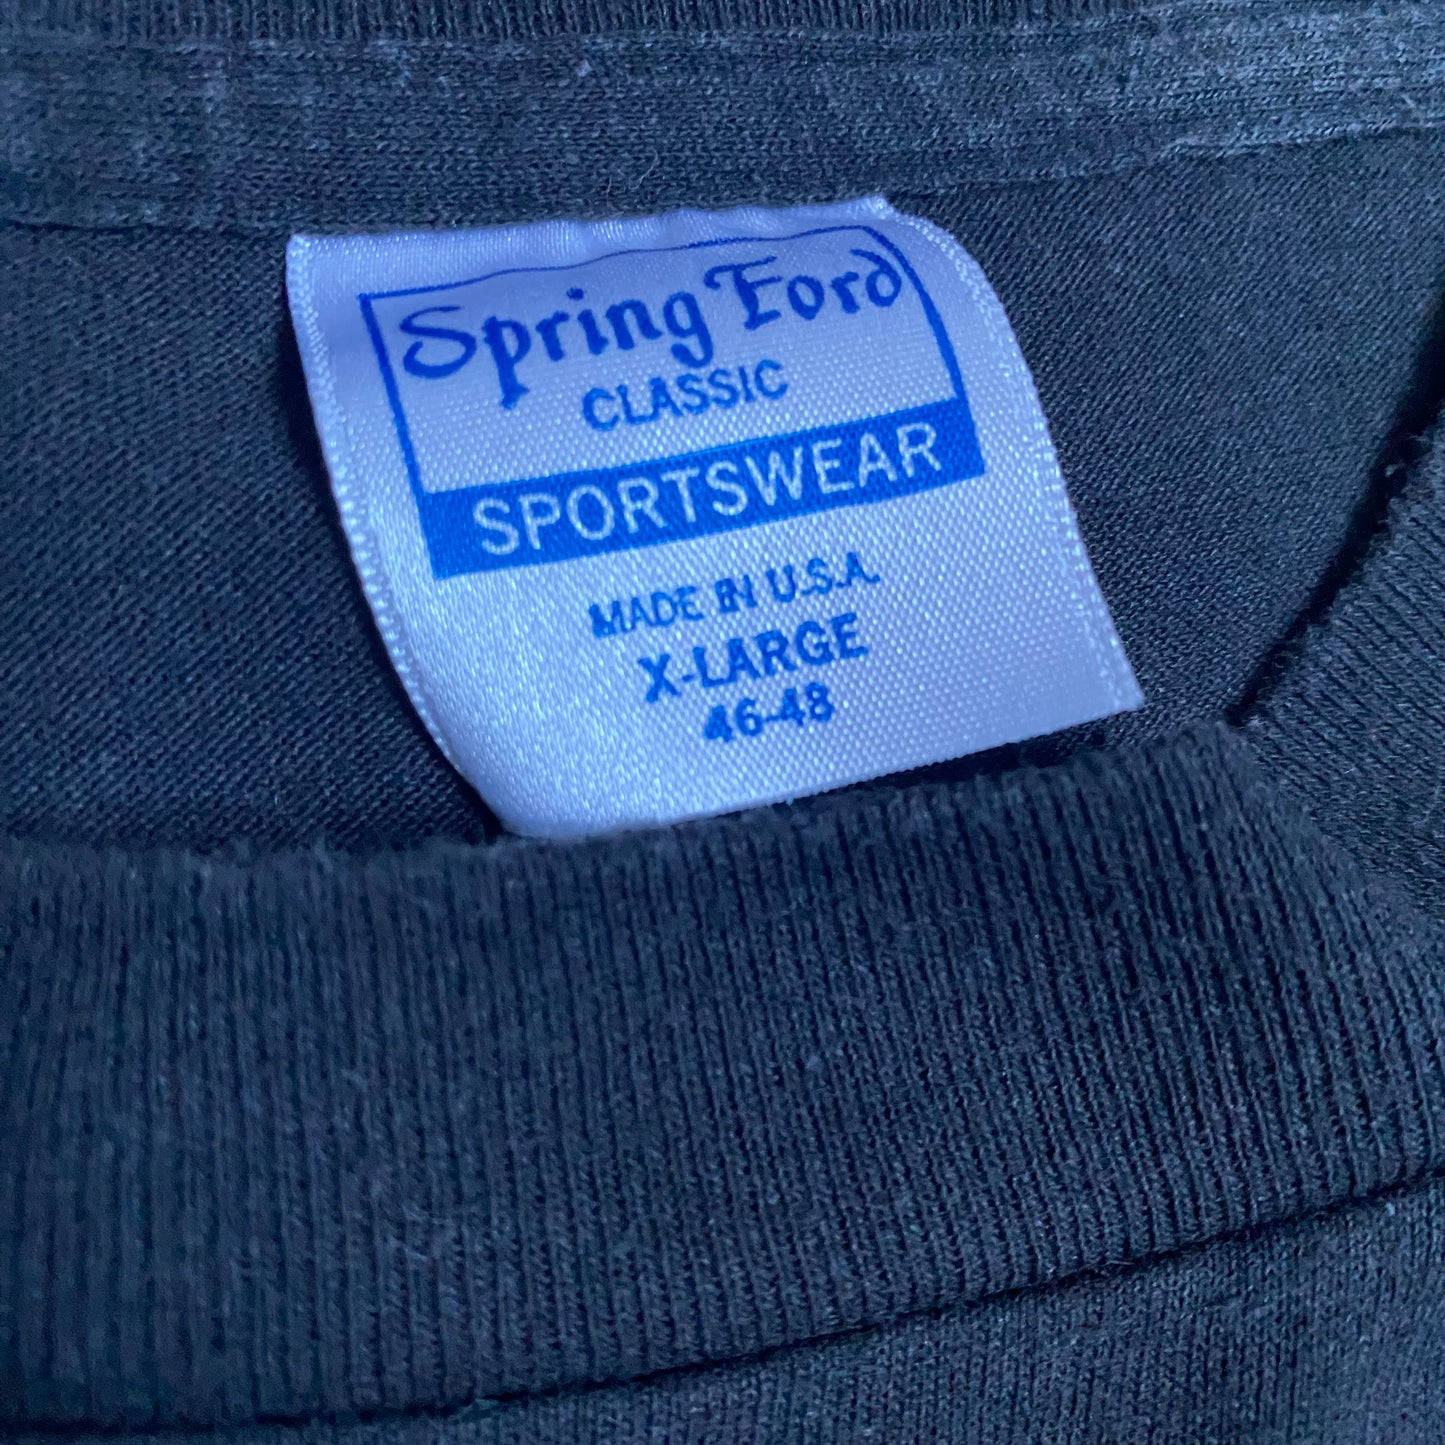 Spring Ford
CLASSIC
SPORTSWEAR
MADE IN U.S.A.
X-LARGE
46-48